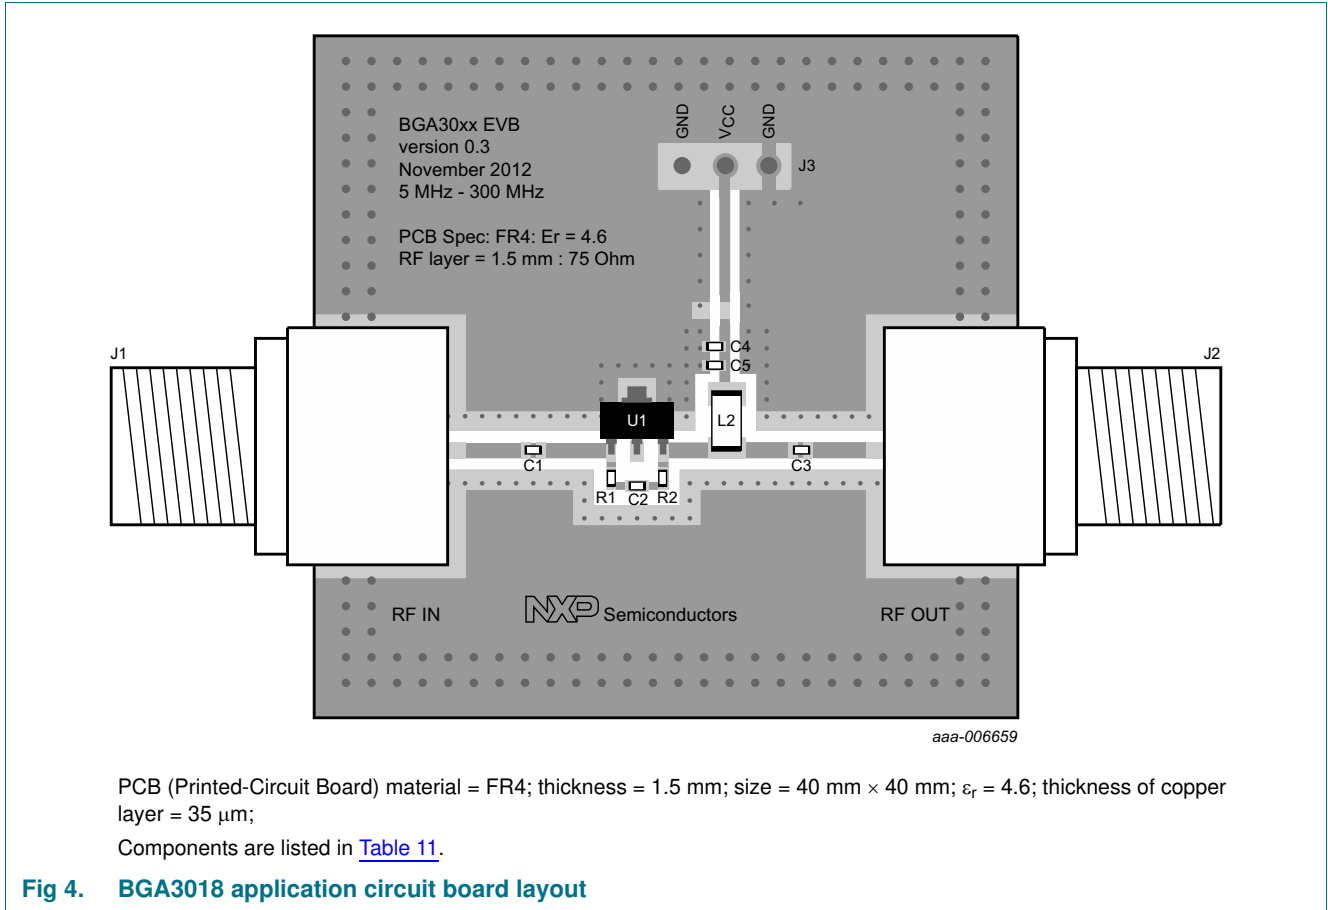 BGA30xx EVB
version 0.3
November 2012
5 MHz - 300 MHz
PCB Spec: FR4: Er = 4.6
RF layer = 1.5 mm : 75 Ohm
GND
VCC
GND
J3
J1
J2
C4
C5
U1
L2
C1
C3
R1
C2
R2
RF IN
NXP Semiconductors
RF OUT
aaa-006659
PCB (Printed-Circuit Board) material = FR4; thickness = 1.5 mm; size = 40 mm × 40 mm; εr = 4.6; thickness of copper
layer = 35 μm;
Components are listed in Table 11.
Fig 4. BGA3018 application circuit board layout